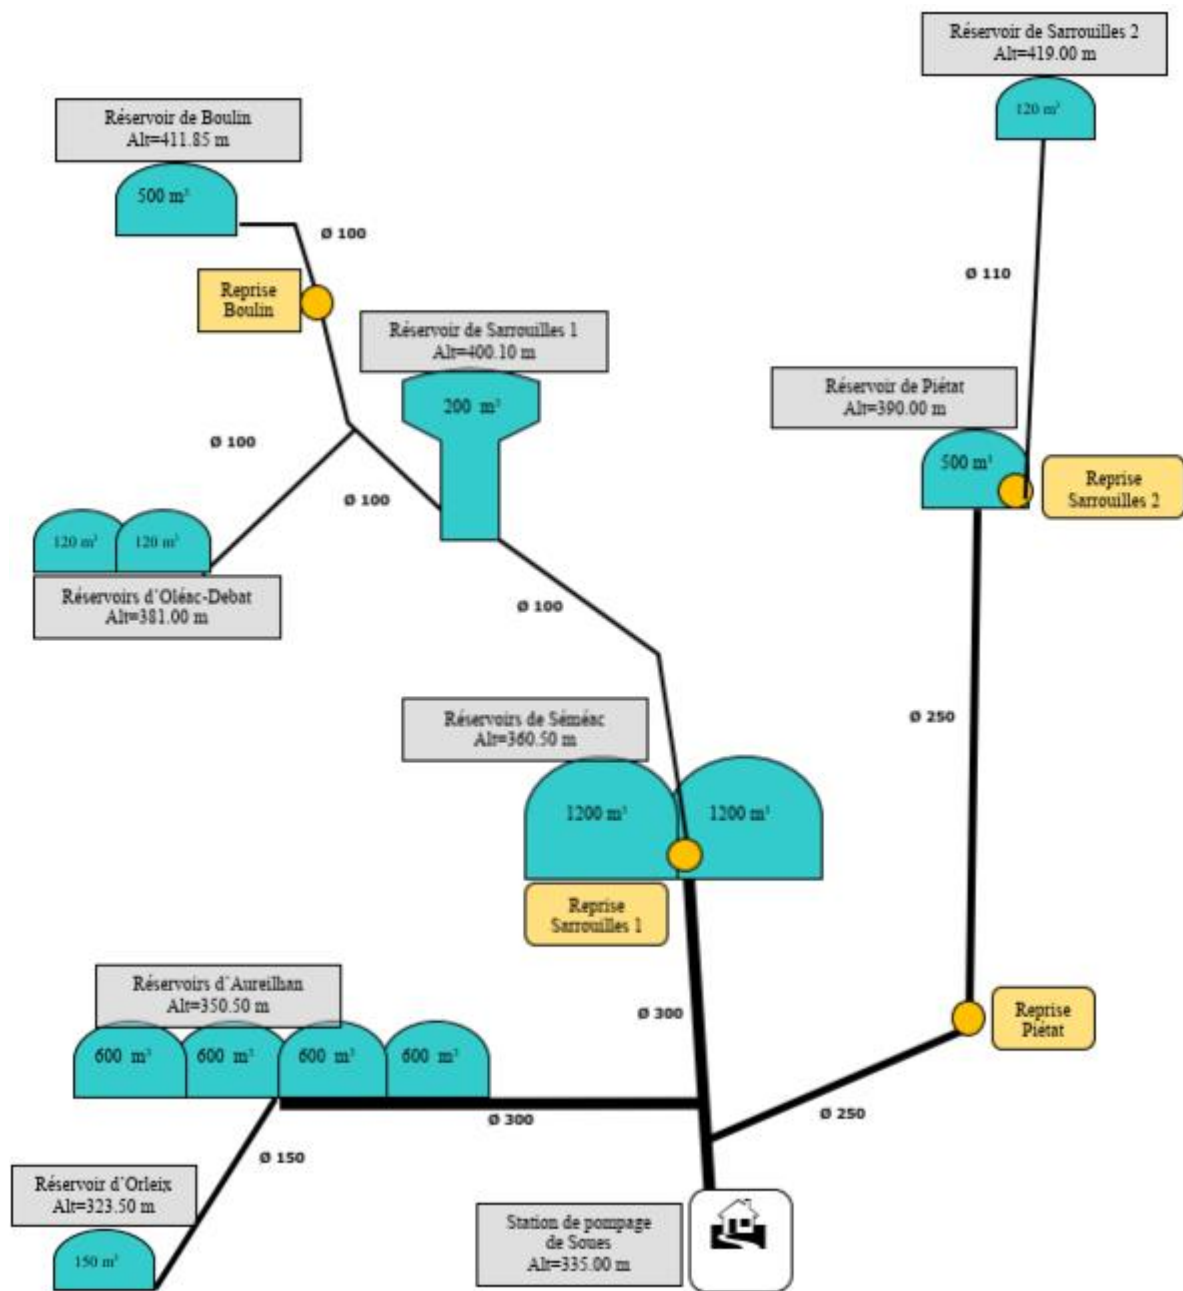 Réservoir de Sarrouilles 2
Alt=419.00 m
120 m³
Réservoir de Boulin
Alt=411.85 m
500 m³
Ø 100
Reprise
Boulin
Ø 110
Réservoir de Sarrouilles 1
Alt=400.10 m
200 m³
Réservoir de Piétat
Alt=390.00 m
500 m³
Reprise
Sarrouilles 2
Ø 100
Ø 100
120 m³
120 m³
Réservoirs d'Oléac-Debat
Alt=381.00 m
Ø 100
Réservoirs de Séméac
Alt=360.50 m
Ø 250
1200 m³
1200 m³
Reprise
Sarrouilles 1
Réservoirs d'Aureilhan
Alt=350.50 m
600 m³
600 m³
600 m³
600 m³
Ø 300
Reprise
Piétat
Ø 300
Ø 250
Ø 150
Réservoir d'Orleix
Alt=323.50 m
150 m³
Station de pompage
de Soues
Alt=335.00 m